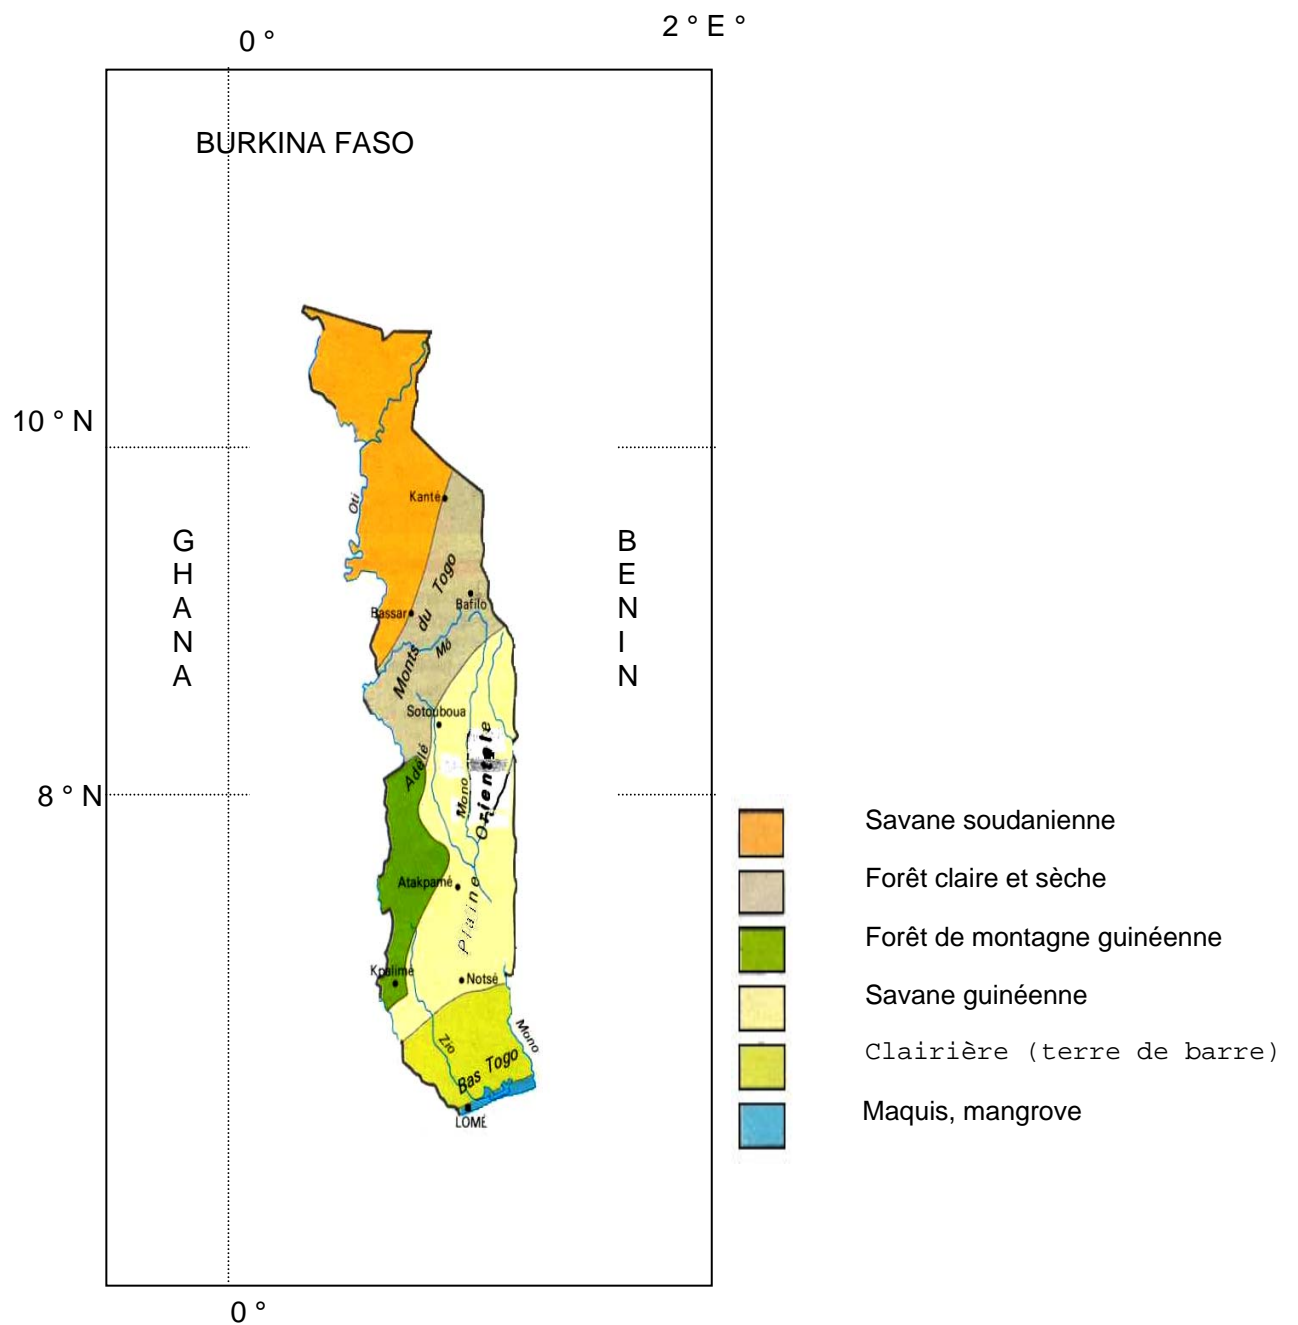 0 °
2 ° E °
BURKINA FASO
10 ° N
Kanté
Oti
GHANA
BENIN
Monts du Togo
Bafilo
Bassar
Mô
Sotouboua
Adélé
8 ° N
Mono
Plaine Orientale
Atakpamé
Kpalimé
Notsé
Zio
Mono
Bas Togo
LOMÉ
0 °
Savane soudanienne
Forêt claire et sèche
Forêt de montagne guinéenne
Savane guinéenne
Clairière (terre de barre)
Maquis, mangrove